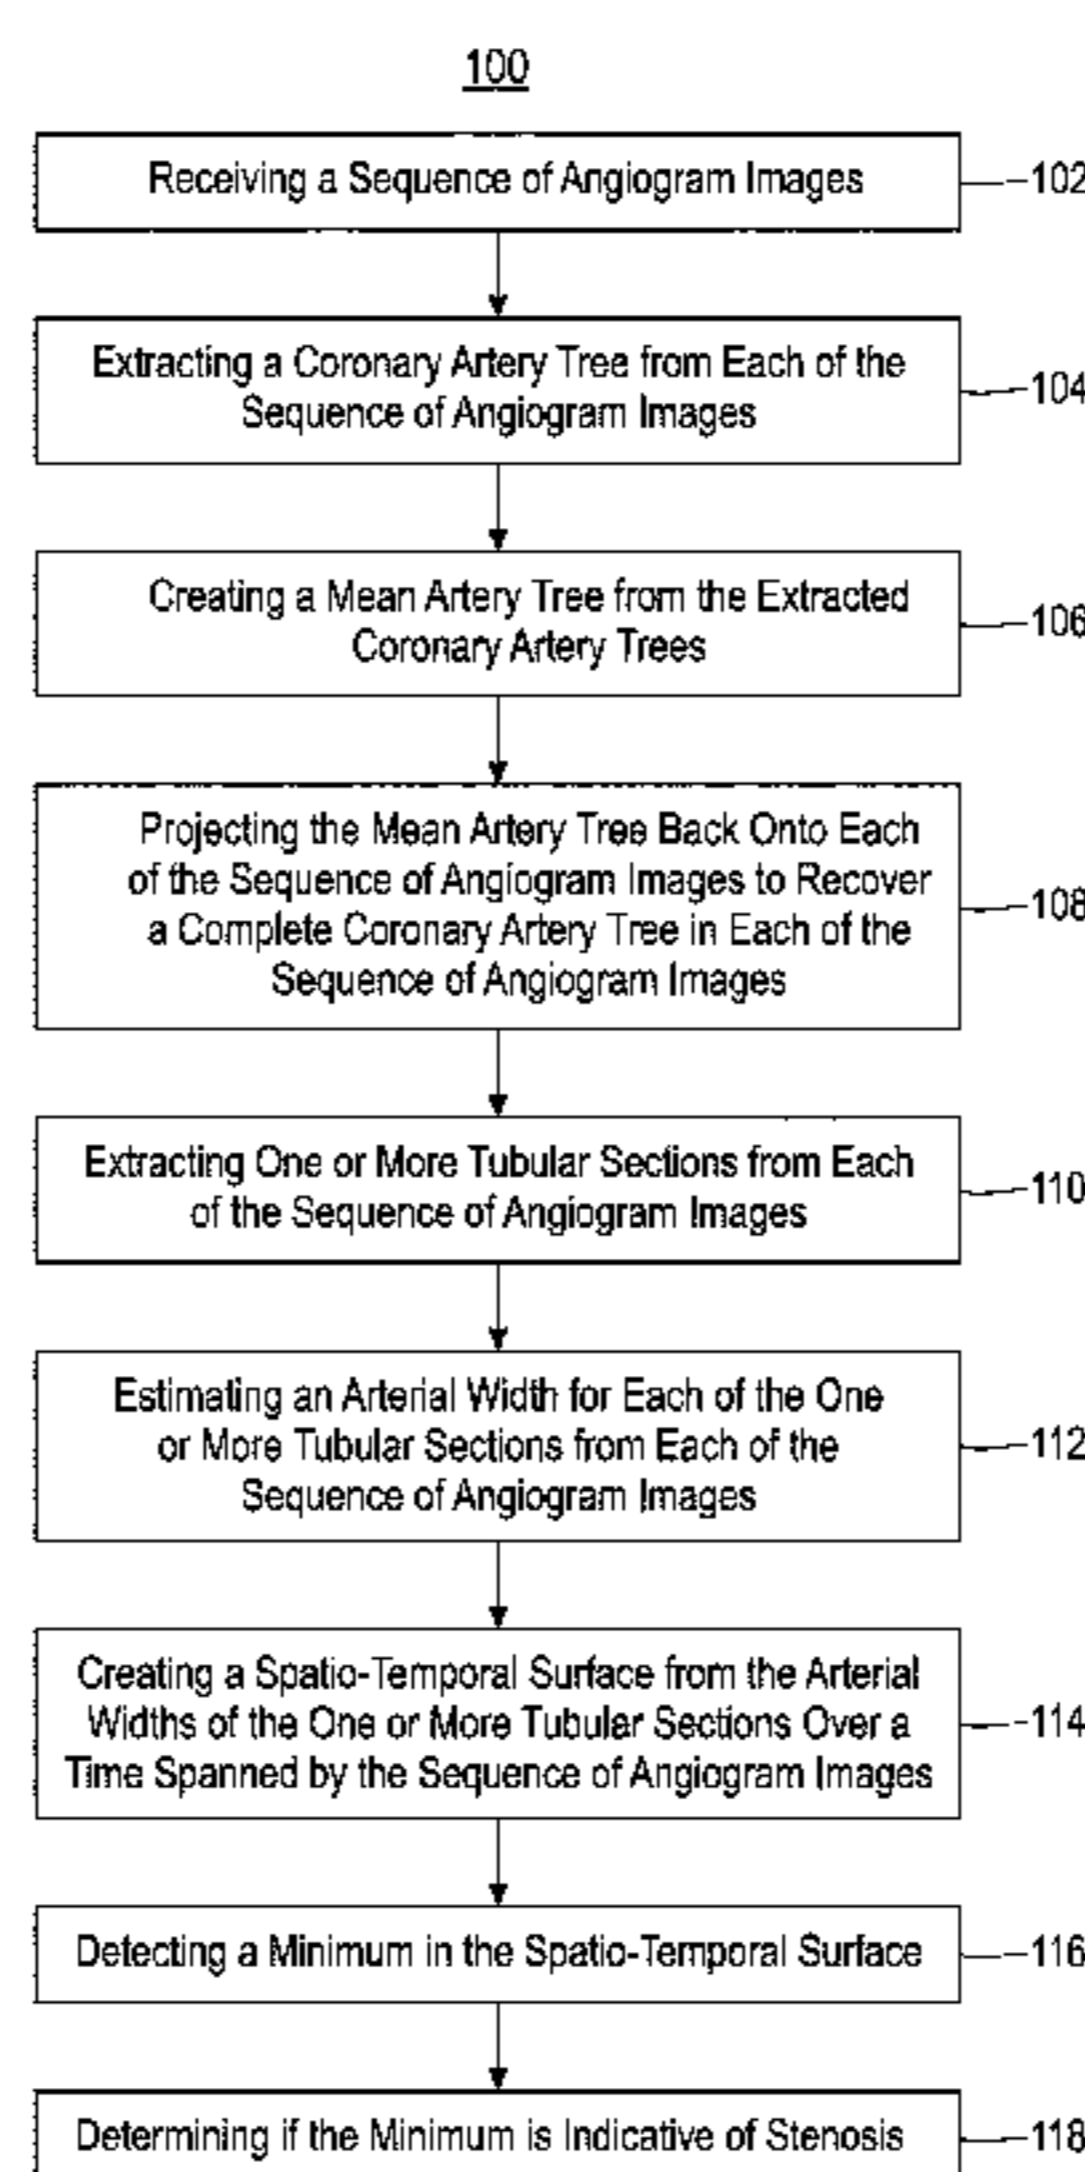 100
Receiving a Sequence of Angiogram Images
102
Extracting a Coronary Artery Tree from Each of the
Sequence of Angiogram Images
104
Creating a Mean Artery Tree from the Extracted
Coronary Artery Trees
106
Projecting the Mean Artery Tree Back Onto Each
of the Sequence of Angiogram Images to Recover
a Complete Coronary Artery Tree in Each of the
Sequence of Angiogram Images
108
Extracting One or More Tubular Sections from Each
of the Sequence of Angiogram Images
110
Estimating an Arterial Width for Each of the One
or More Tubular Sections from Each of the
Sequence of Angiogram Images
112
Creating a Spatio-Temporal Surface from the Arterial
Widths of the One or More Tubular Sections Over a
Time Spanned by the Sequence of Angiogram Images
114
Detecting a Minimum in the Spatio-Temporal Surface
116
Determining if the Minimum is Indicative of Stenosis
118